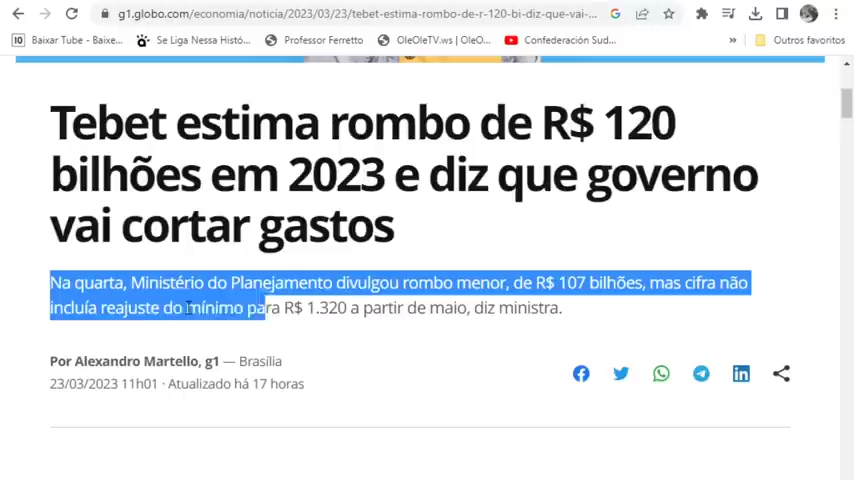 g1.globo.com/economia/noticia/2023/03/23/tebet-estima-rombo-de-r-120-bi-diz-que-vai-...
Baixar Tube - Baixe... Se Liga Nessa Histó... Professor Ferretto OleOleTV.ws | OleO... Confederación Sud... » Outros favoritos
Tebet estima rombo de R$ 120
bilhões em 2023 e diz que governo
vai cortar gastos
Na quarta, Ministério do Planejamento divulgou rombo menor, de R$ 107 bilhões, mas cifra não
incluía reajuste do mínimo para R$ 1.320 a partir de maio, diz ministra.
Por Alexandro Martello, g1 — Brasília
23/03/2023 11h01 · Atualizado há 17 horas